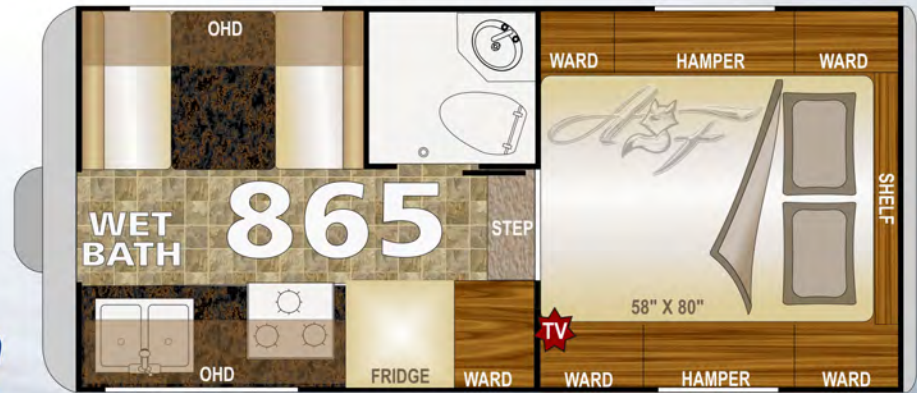 OHD
WARD HAMPER WARD
SHELF
865
WET
BATH
STEP
58" X 80"
TV
OHD
FRIDGE
WARD
WARD HAMPER WARD